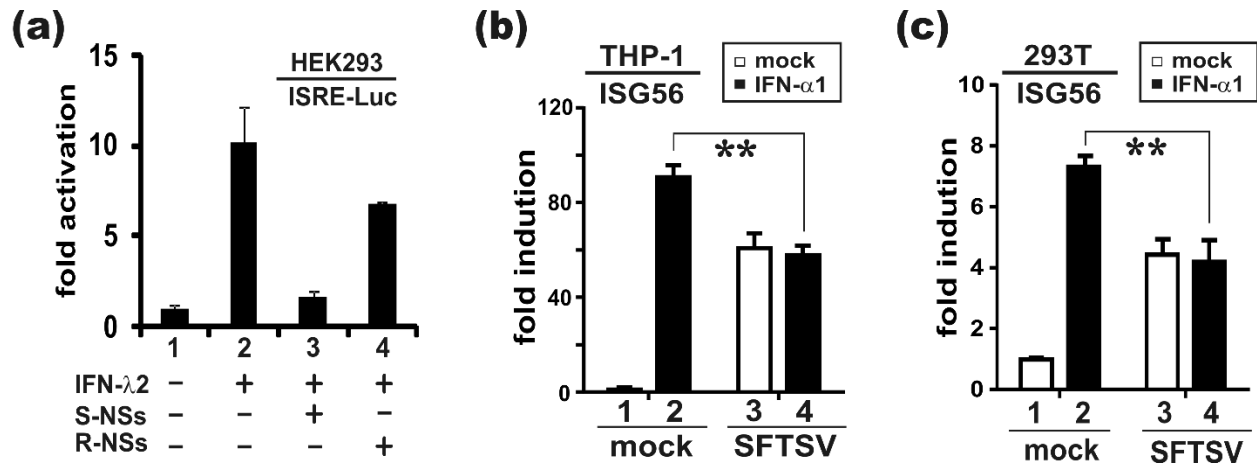 (a)
HEK293
ISRE-Luc
fold activation
15
10
5
0
1 2 3 4
IFN-λ2 – + + +
S-NSs – – + –
R-NSs – – – +
(b)
THP-1
ISG56
mock
IFN-α1
fold indution
120
80
40
0
**
1 2 3 4
mock SFTSV
(c)
293T
ISG56
mock
IFN-α1
fold indution
10
8
6
4
2
0
**
1 2 3 4
mock SFTSV